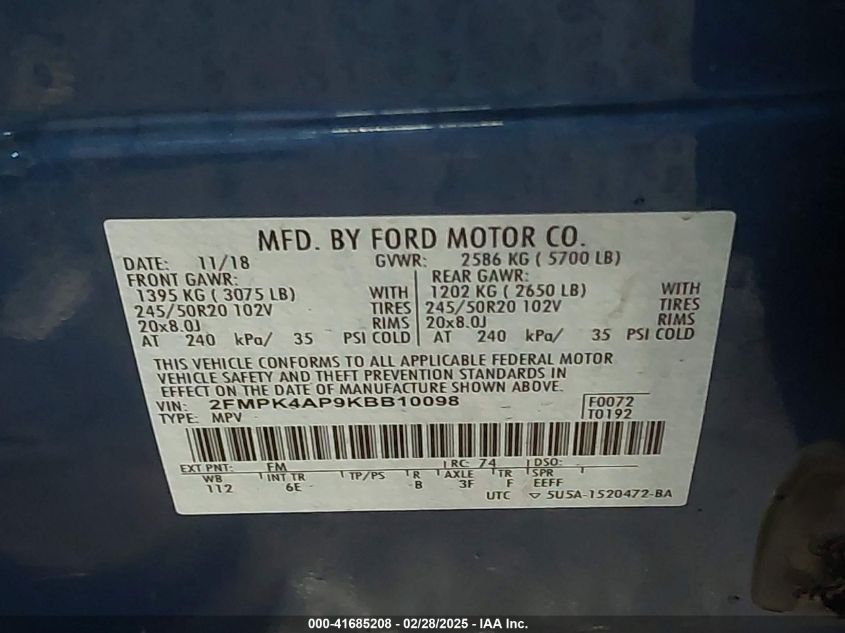 MFD. BY FORD MOTOR CO.
DATE: 11/18 GVWR: 2586 KG ( 5700 LB)
FRONT GAWR: REAR GAWR:
1395 KG ( 3075 LB) WITH 1202 KG ( 2650 LB) WITH
245/50R20 102V TIRES 245/50R20 102V TIRES
20x8.0J RIMS 20x8.0J RIMS
AT 240 kPa/ 35 PSI COLD AT 240 kPa/ 35 PSI COLD
THIS VEHICLE CONFORMS TO ALL APPLICABLE FEDERAL MOTOR
VEHICLE SAFETY AND THEFT PREVENTION STANDARDS IN
EFFECT ON THE DATE OF MANUFACTURE SHOWN ABOVE.
VIN: 2FMPK4AP9KBB10098 F0072
TYPE: MPV T0192
EXT PNT: FM RC: 74 DSO:
WB INT TR TP/PS R AXLE TR SPR
112 6E B 3F F EEFF
UTC ▽ 5U5A-1520472-BA
000-41685208 - 02/28/2025 - IAA Inc.